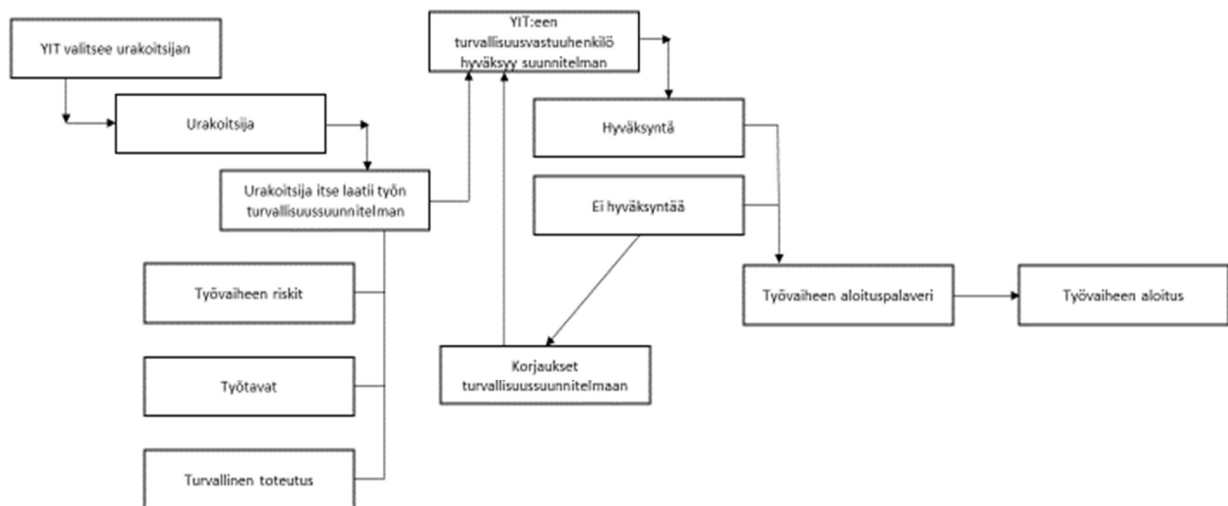 YIT valitsee urakoitsijan
Urakoitsija
Urakoitsija itse laatii työn
turvallisuussuunnitelman
Työvaiheen riskit
Työtavat
Turvallinen toteutus
YIT:een
turvallisuusvastuuhenkilö
hyväksyy suunnitelman
Hyväksyntä
Ei hyväksyntää
Korjaukset
turvallisuussuunnitelmaan
Työvaiheen aloituspalaveri
Työvaiheen aloitus